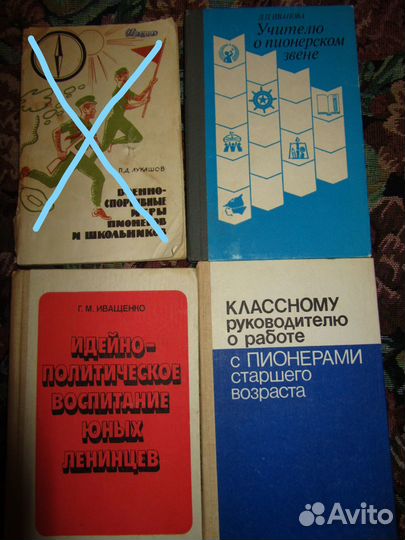 П.Д. ЛУКАШОВ
ВОЕННО-
СПОРТИВНЫЕ
ИГРЫ
ПИОНЕРОВ
И ШКОЛЬНИКОВ
Л.П. ИВАНОВА
Учителю
о пионерском
звене
Г. М. ИВАЩЕНКО
ИДЕЙНО-
ПОЛИТИЧЕСКОЕ
ВОСПИТАНИЕ
ЮНЫХ
ЛЕНИНЦЕВ
КЛАССНОМУ
руководителю
о работе
с ПИОНЕРАМИ
старшего
возраста
Avito